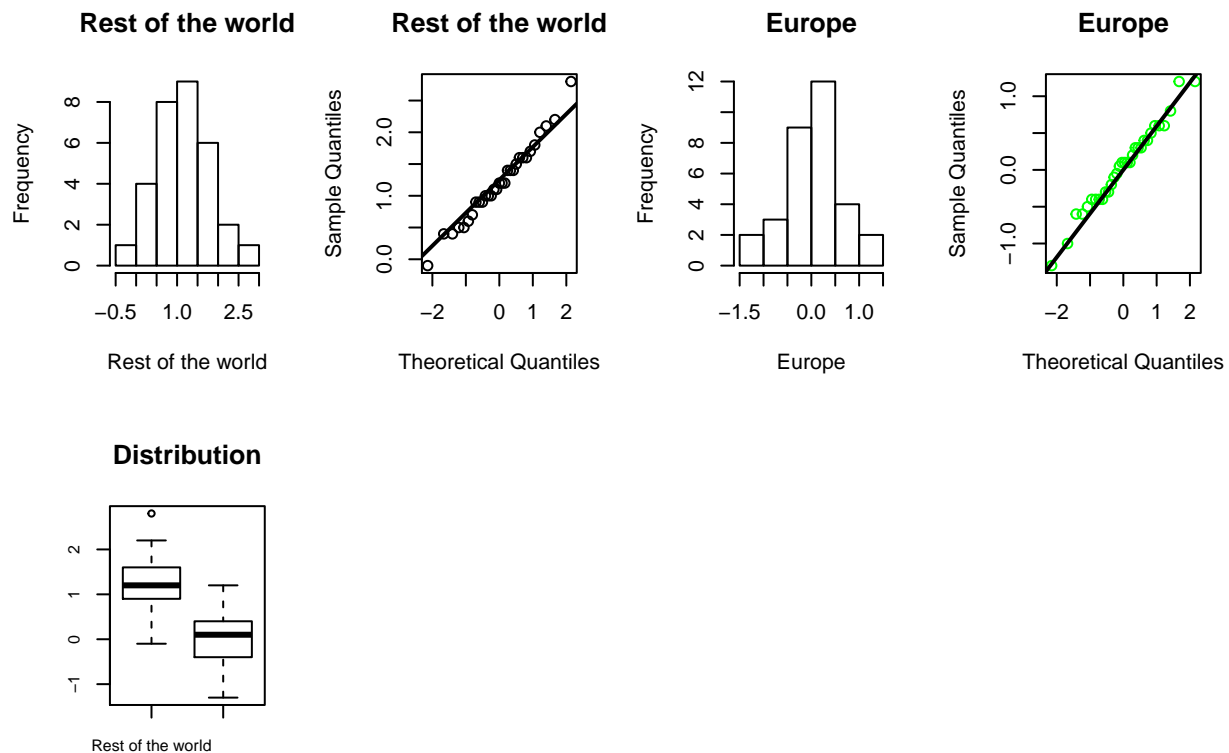 Rest of the world
Frequency
0 2 4 6 8
−0.5 1.0 2.5
Rest of the world
Rest of the world
Sample Quantiles
0.0 1.0 2.0
−2 0 1 2
Theoretical Quantiles
Europe
Frequency
0 2 4 6 8 12
−1.5 0.0 1.0
Europe
Europe
Sample Quantiles
−1.0 0.0 1.0
−2 0 1 2
Theoretical Quantiles
Distribution
−1 0 1 2
Rest of the world